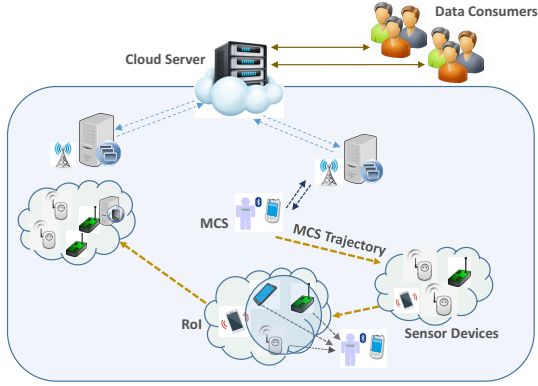 Data Consumers
Cloud Server
MCS
MCS Trajectory
RoI
Sensor Devices